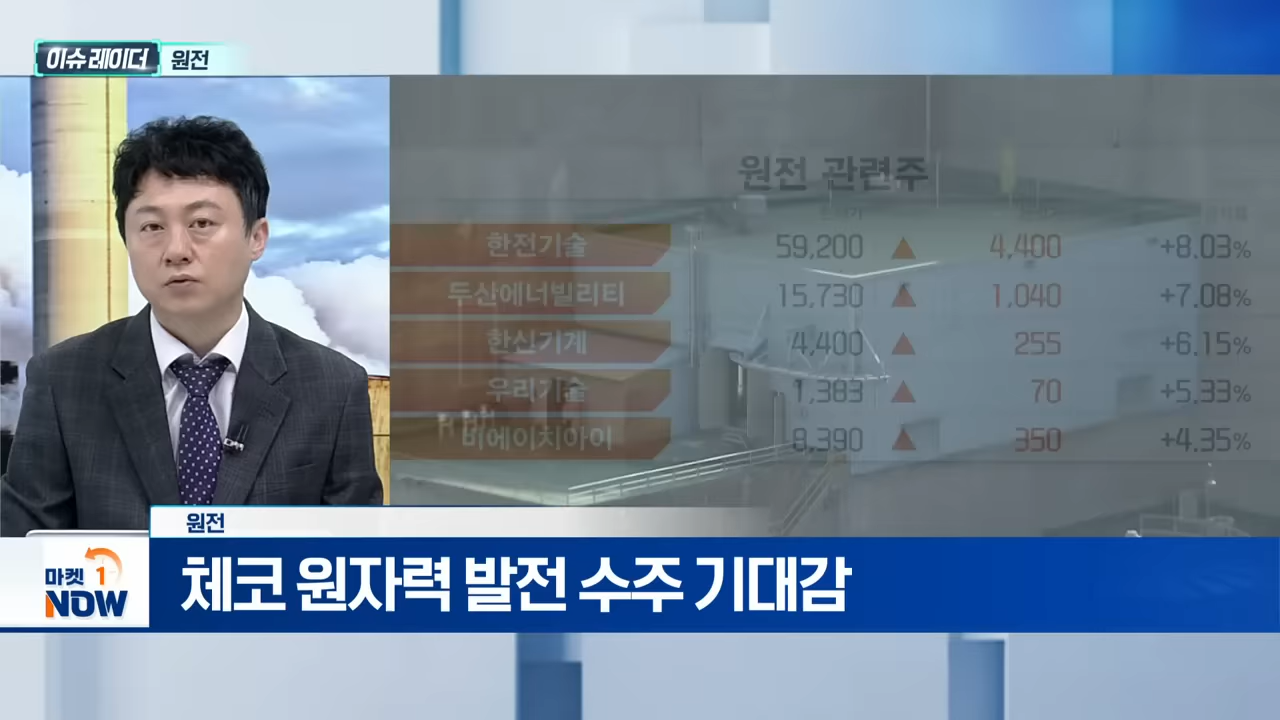 이슈레이더 원전
원전 관련주
한전기술 59,200 ▲ 4,400 +8.03%
두산에너빌리티 15,730 ▲ 1,040 +7.08%
한신기계 4,400 ▲ 255 +6.15%
우리기술 1,383 ▲ 70 +5.33%
비에이치아이 8,390 ▲ 350 +4.35%
원전
마켓 1
NOW
체코 원자력 발전 수주 기대감